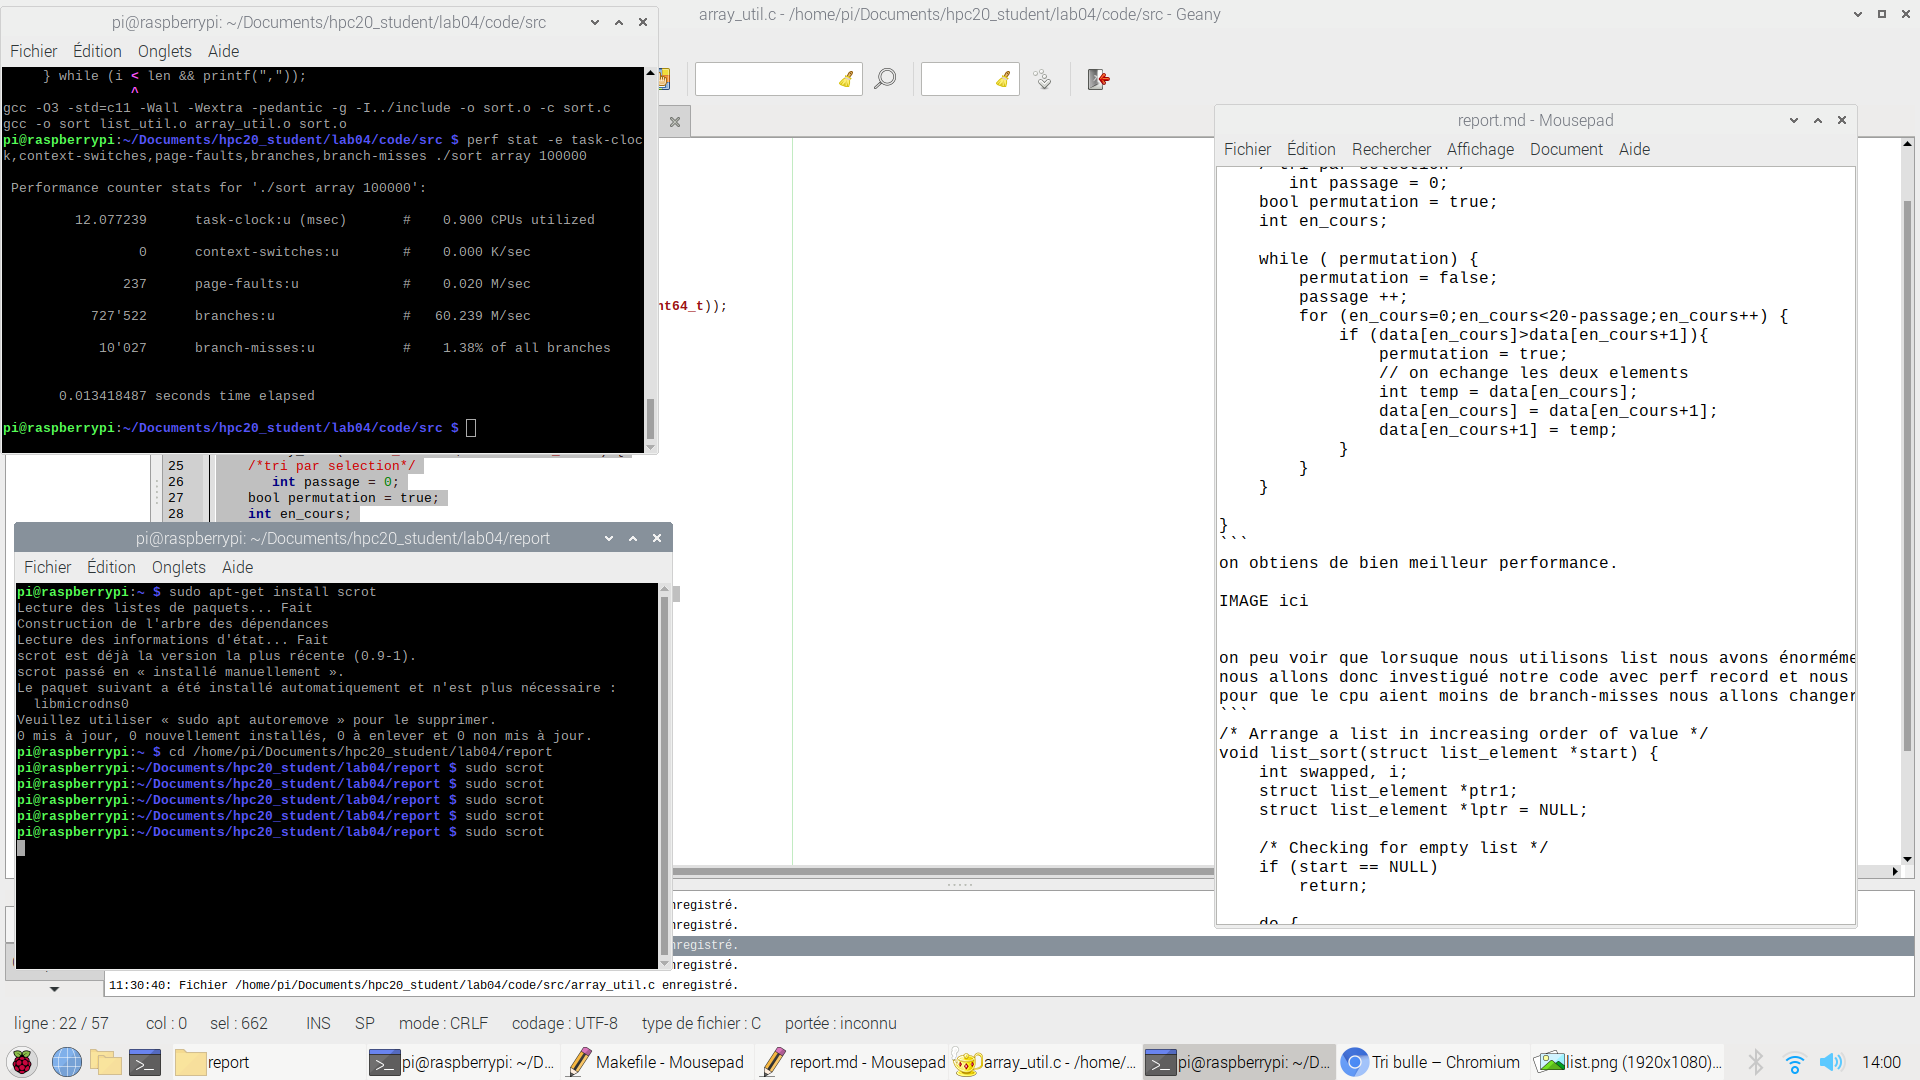 pi@raspberrypi: ~/Documents/hpc20_student/lab04/code/src
Fichier Édition Onglets Aide
} while (i < len && printf(","));
^
gcc -O3 -std=c11 -Wall -Wextra -pedantic -g -I../include -o sort.o -c sort.c
gcc -o sort list_util.o array_util.o sort.o
pi@raspberrypi:~/Documents/hpc20_student/lab04/code/src $ perf stat -e task-cloc
k,context-switches,page-faults,branches,branch-misses ./sort array 100000
Performance counter stats for './sort array 100000':
12.077239 task-clock:u (msec) # 0.900 CPUs utilized
0 context-switches:u # 0.000 K/sec
237 page-faults:u # 0.020 M/sec
727'522 branches:u # 60.239 M/sec
10'027 branch-misses:u # 1.38% of all branches
0.013418487 seconds time elapsed
pi@raspberrypi:~/Documents/hpc20_student/lab04/code/src $
array_util.c - /home/pi/Documents/hpc20_student/lab04/code/src - Geany
nt64_t));
25 /*tri par selection*/
26 int passage = 0;
27 bool permutation = true;
28 int en_cours;
pi@raspberrypi: ~/Documents/hpc20_student/lab04/report
Fichier Édition Onglets Aide
pi@raspberrypi:~ $ sudo apt-get install scrot
Lecture des listes de paquets... Fait
Construction de l'arbre des dépendances
Lecture des informations d'état... Fait
scrot est déjà la version la plus récente (0.9-1).
scrot passé en « installé manuellement ».
Le paquet suivant a été installé automatiquement et n'est plus nécessaire :
libmicrodns0
Veuillez utiliser « sudo apt autoremove » pour le supprimer.
0 mis à jour, 0 nouvellement installés, 0 à enlever et 0 non mis à jour.
pi@raspberrypi:~ $ cd /home/pi/Documents/hpc20_student/lab04/report
pi@raspberrypi:~/Documents/hpc20_student/lab04/report $ sudo scrot
pi@raspberrypi:~/Documents/hpc20_student/lab04/report $ sudo scrot
pi@raspberrypi:~/Documents/hpc20_student/lab04/report $ sudo scrot
pi@raspberrypi:~/Documents/hpc20_student/lab04/report $ sudo scrot
pi@raspberrypi:~/Documents/hpc20_student/lab04/report $ sudo scrot
report.md - Mousepad
Fichier Édition Rechercher Affichage Document Aide
int passage = 0;
bool permutation = true;
int en_cours;
while ( permutation) {
permutation = false;
passage ++;
for (en_cours=0;en_cours<20-passage;en_cours++) {
if (data[en_cours]>data[en_cours+1]){
permutation = true;
// on echange les deux elements
int temp = data[en_cours];
data[en_cours] = data[en_cours+1];
data[en_cours+1] = temp;
}
}
}
}
```
on obtiens de bien meilleur performance.
IMAGE ici
on peu voir que lorsuque nous utilisons list nous avons énorméme
nous allons donc investigué notre code avec perf record et nous
pour que le cpu aient moins de branch-misses nous allons changer
```
/* Arrange a list in increasing order of value */
void list_sort(struct list_element *start) {
int swapped, i;
struct list_element *ptr1;
struct list_element *lptr = NULL;
/* Checking for empty list */
if (start == NULL)
return;
do {
nregistré.
nregistré.
nregistré.
nregistré.
11:30:40: Fichier /home/pi/Documents/hpc20_student/lab04/code/src/array_util.c enregistré.
ligne : 22 / 57 col : 0 sel : 662 INS SP mode : CRLF codage : UTF-8 type de fichier : C portée : inconnu
report pi@raspberrypi: ~/D... Makefile - Mousepad report.md - Mousepad array_util.c - /home/... pi@raspberrypi: ~/D... Tri bulle – Chromium list.png (1920x1080)... 14:00